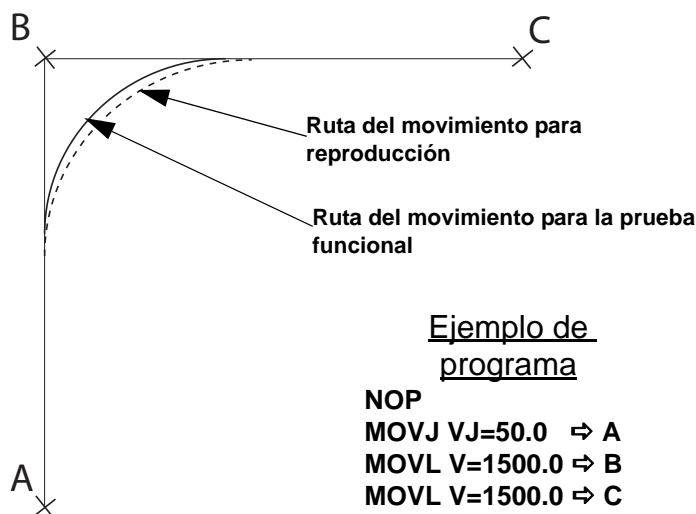 B
C
Ruta del movimiento para
reproducción
Ruta del movimiento para la prueba
funcional
Ejemplo de
programa
NOP
MOVJ VJ=50.0 ⇨ A
MOVL V=1500.0 ⇨ B
MOVL V=1500.0 ⇨ C
A